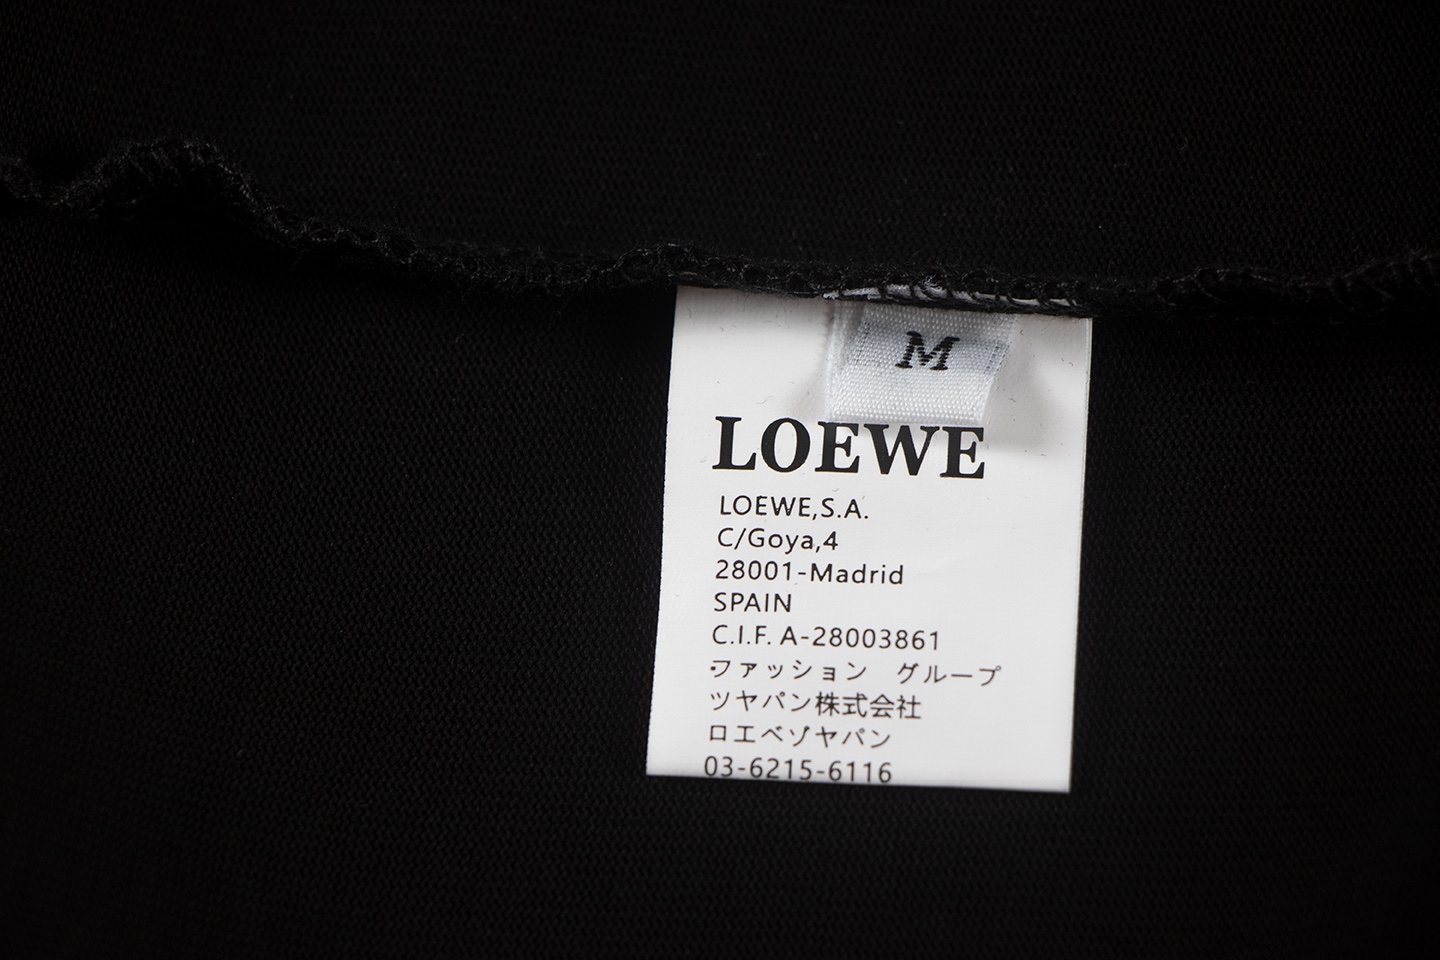 M
LOEWE
LOEWE,S.A.
C/Goya,4
28001-Madrid
SPAIN
C.I.F. A-28003861
・ファッション グループ
ツヤパン株式会社
ロエベゾヤパン
03-6215-6116